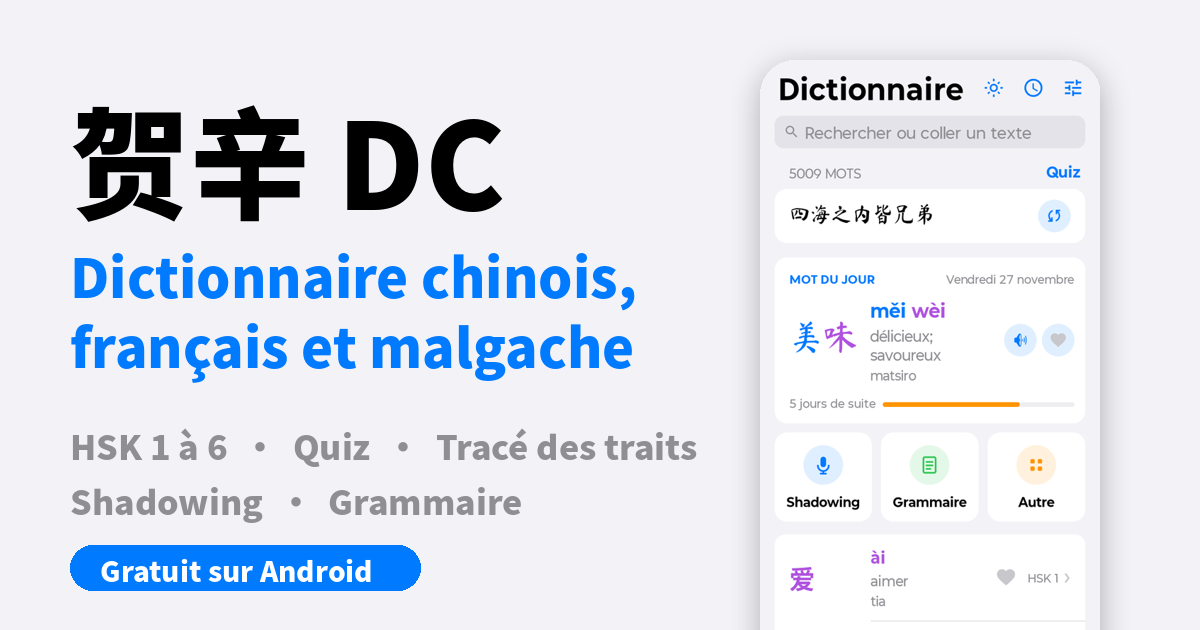 贺辛 DC
Dictionnaire chinois,
français et malgache
HSK 1 à 6 • Quiz • Tracé des traits
Shadowing • Grammaire
Gratuit sur Android
Dictionnaire
Rechercher ou coller un texte
5009 MOTS Quiz
四海之内皆兄弟
MOT DU JOUR Vendredi 27 novembre
美味 měi wèi
délicieux;
savoureux
matsiro
5 jours de suite
Shadowing Grammaire Autre
爱 ài
aimer HSK 1
tia